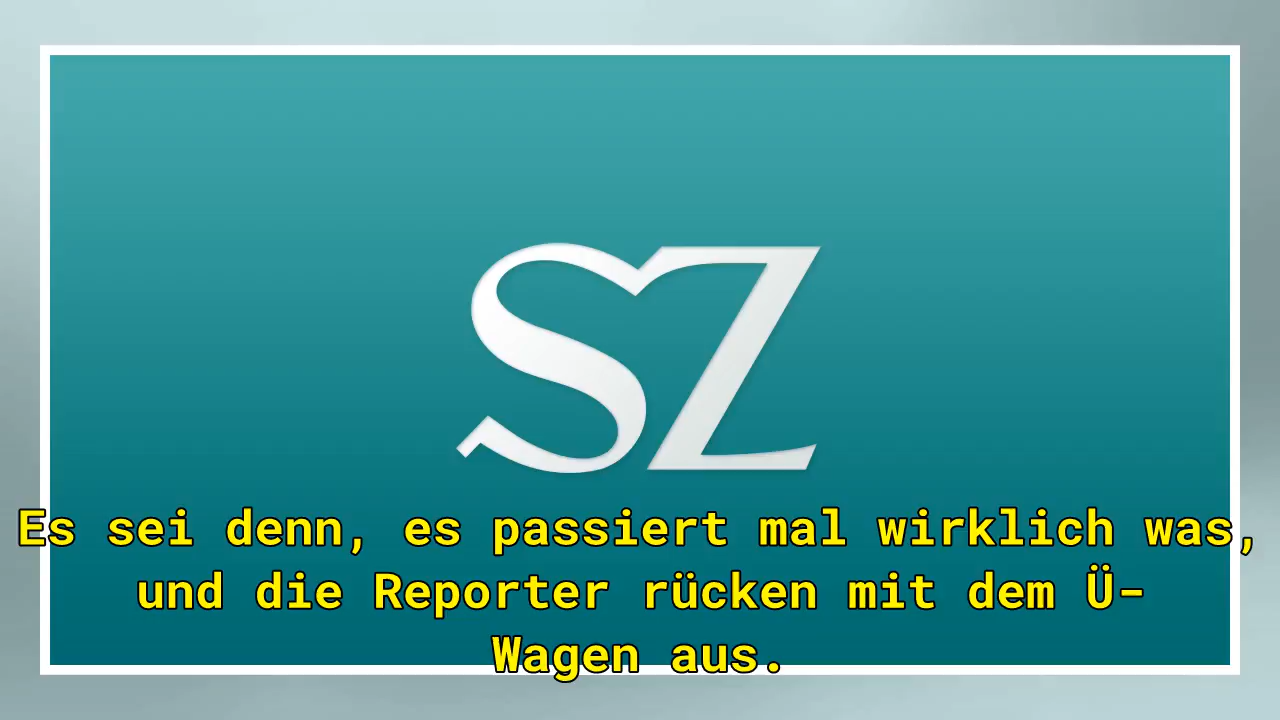 SZ
Es sei denn, es passiert mal wirklich was,
und die Reporter rücken mit dem Ü-
Wagen aus.